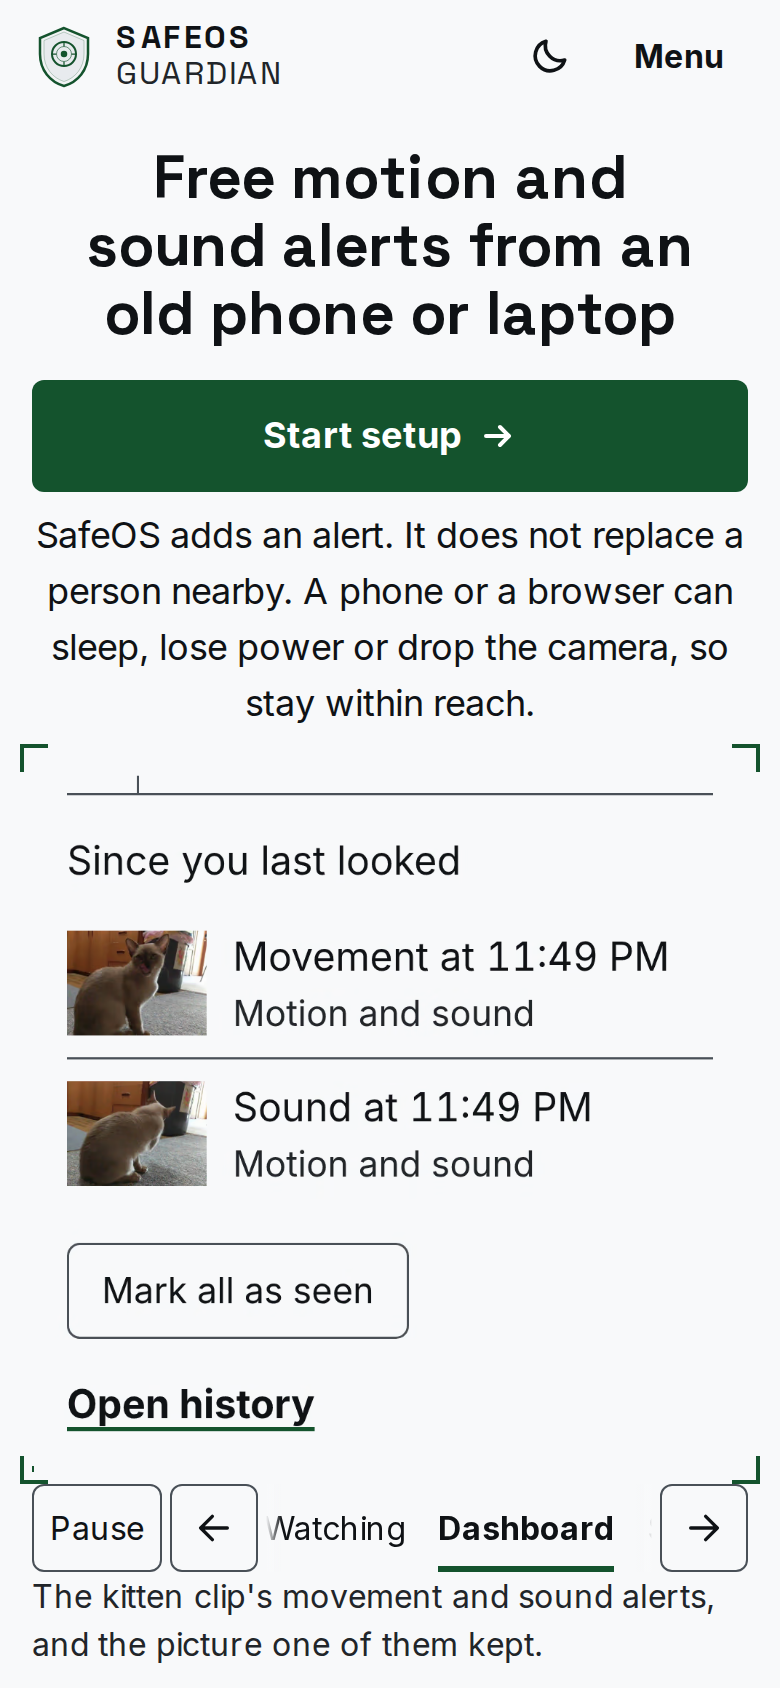 SAFEOS
GUARDIAN
Menu
Free motion and
sound alerts from an
old phone or laptop
Start setup →
SafeOS adds an alert. It does not replace a
person nearby. A phone or a browser can
sleep, lose power or drop the camera, so
stay within reach.
Since you last looked
Movement at 11:49 PM
Motion and sound
Sound at 11:49 PM
Motion and sound
Mark all as seen
Open history
Pause ← Watching Dashboard →
The kitten clip's movement and sound alerts,
and the picture one of them kept.